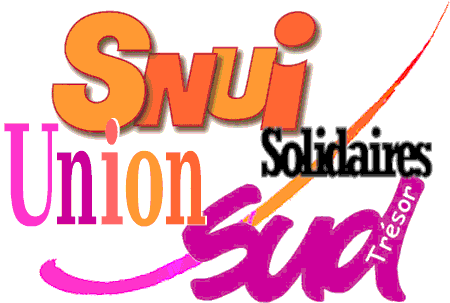 SNUi
Union
Solidaires
Sud
Trésor